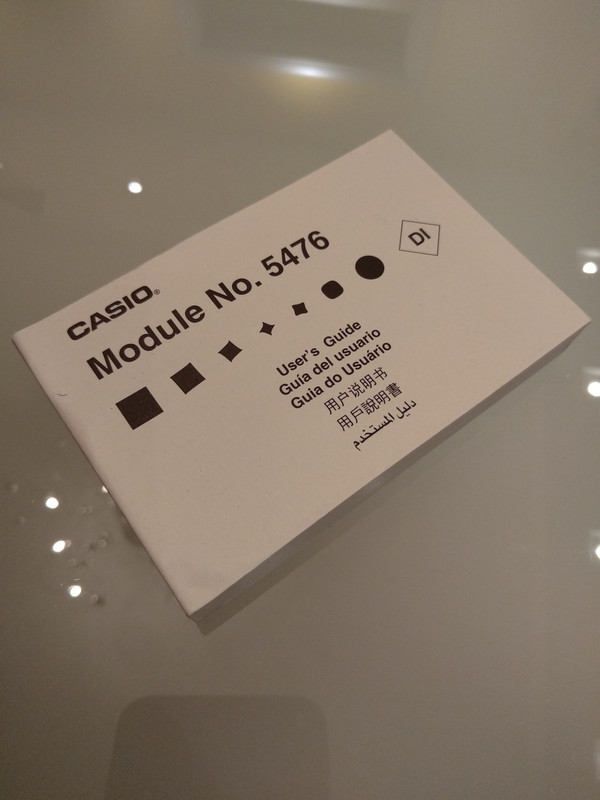 CASIO®
Module No. 5476
DI
User's Guide
Guía del usuario
Guia do Usuário
用户说明书
用戶說明書
دليل المستخدم